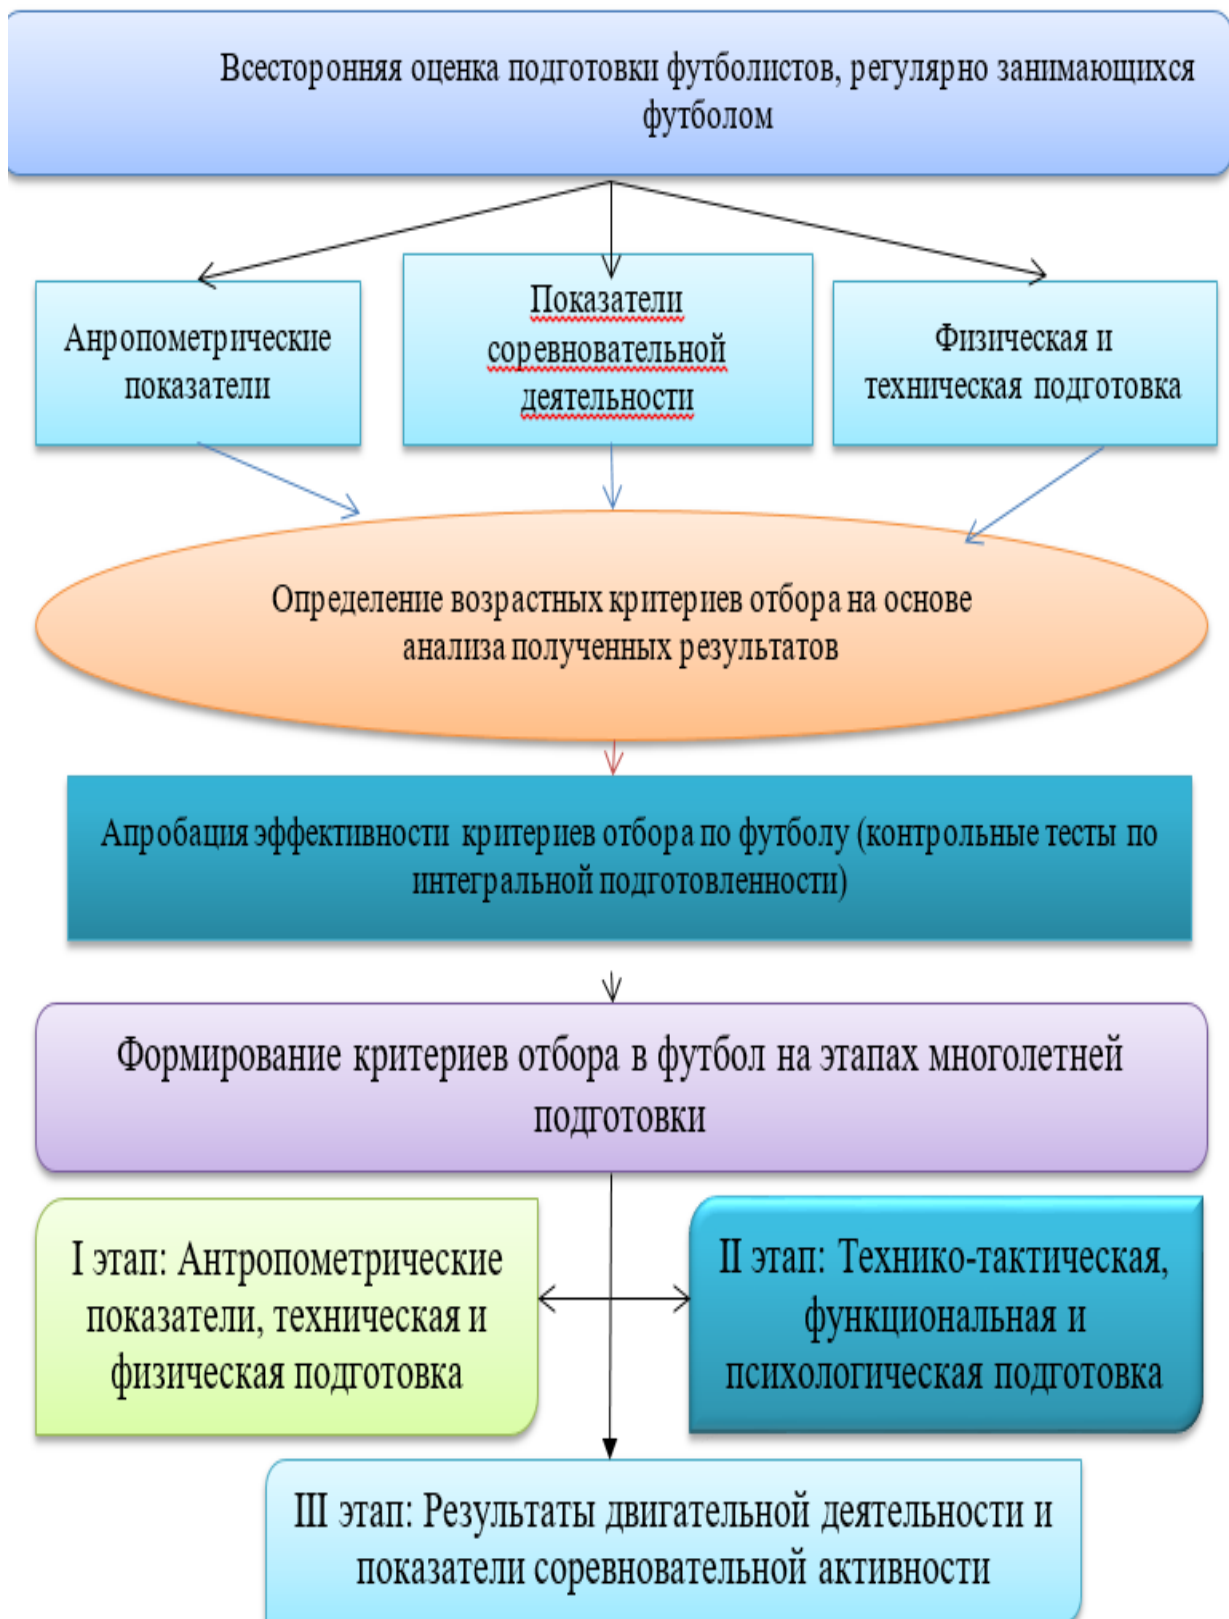 Всесторонняя оценка подготовки футболистов, регулярно занимающихся
футболом
Анропометрические
показатели
Показатели
соревновательной
деятельности
Физическая и
техническая подготовка
Определение возрастных критериев отбора на основе
анализа полученных результатов
Апробация эффективности критериев отбора по футболу (контрольные тесты по
интегральной подготовленности)
Формирование критериев отбора в футбол на этапах многолетней
подготовки
I этап: Антропометрические
показатели, техническая и
физическая подготовка
II этап: Технико-тактическая,
функциональная и
психологическая подготовка
III этап: Результаты двигательной деятельности и
показатели соревновательной активности